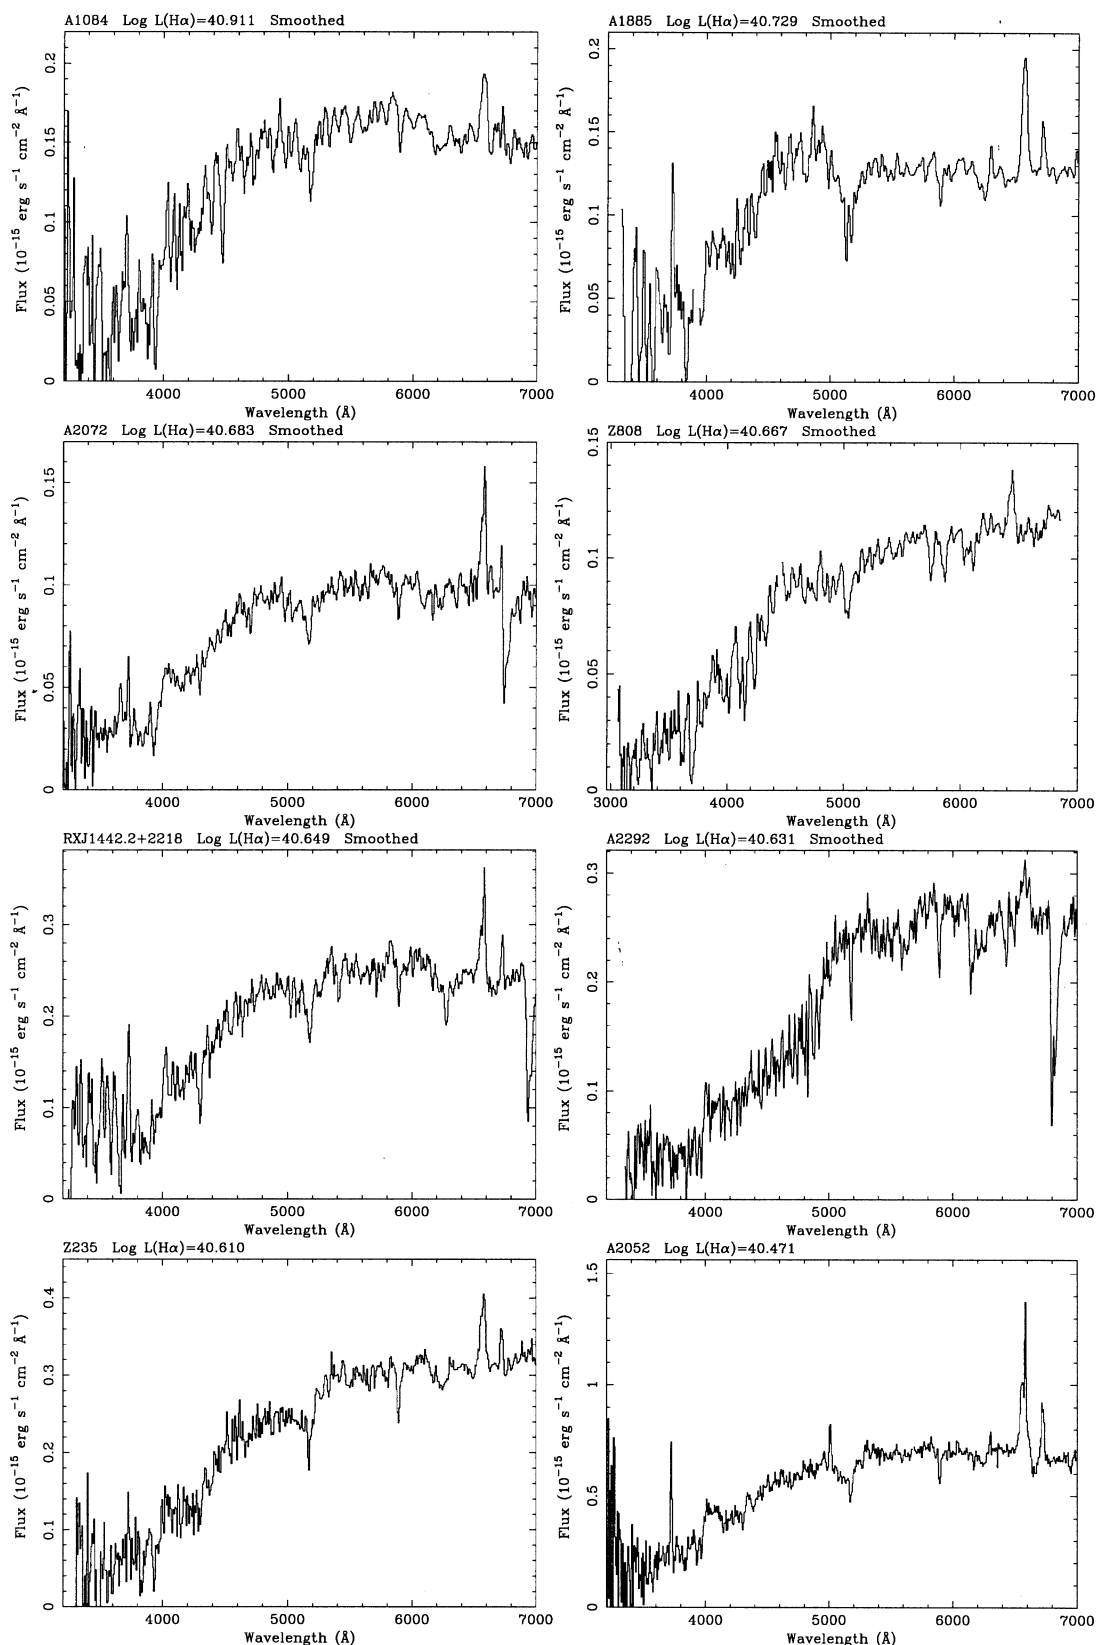 A1084 Log L(Hα)=40.911 Smoothed
Flux (10⁻¹⁵ erg s⁻¹ cm⁻² Å⁻¹)
0 0.05 0.1 0.15 0.2
4000 5000 6000 7000
Wavelength (Å)
A1885 Log L(Hα)=40.729 Smoothed
Flux (10⁻¹⁵ erg s⁻¹ cm⁻² Å⁻¹)
0 0.05 0.1 0.15 0.2
4000 5000 6000 7000
Wavelength (Å)
A2072 Log L(Hα)=40.683 Smoothed
Flux (10⁻¹⁵ erg s⁻¹ cm⁻² Å⁻¹)
0 0.05 0.1 0.15
4000 5000 6000 7000
Wavelength (Å)
Z808 Log L(Hα)=40.667 Smoothed
Flux (10⁻¹⁵ erg s⁻¹ cm⁻² Å⁻¹)
0 0.05 0.1 0.15
3000 4000 5000 6000 7000
Wavelength (Å)
RXJ1442.2+2218 Log L(Hα)=40.649 Smoothed
Flux (10⁻¹⁵ erg s⁻¹ cm⁻² Å⁻¹)
0 0.1 0.2 0.3
4000 5000 6000 7000
Wavelength (Å)
A2292 Log L(Hα)=40.631 Smoothed
Flux (10⁻¹⁵ erg s⁻¹ cm⁻² Å⁻¹)
0 0.1 0.2 0.3
4000 5000 6000 7000
Wavelength (Å)
Z235 Log L(Hα)=40.610
Flux (10⁻¹⁵ erg s⁻¹ cm⁻² Å⁻¹)
0 0.1 0.2 0.3 0.4
4000 5000 6000 7000
Wavelength (Å)
A2052 Log L(Hα)=40.471
Flux (10⁻¹⁵ erg s⁻¹ cm⁻² Å⁻¹)
0 0.5 1 1.5
4000 5000 6000 7000
Wavelength (Å)